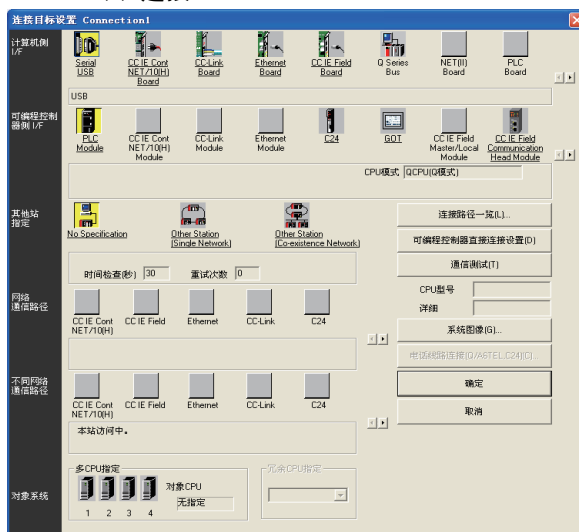 连接目标设置 Connection1
计算机侧
I/F
Serial
USB
CC IE Cont
NET/10(H)
Board
CC-Link
Board
Ethernet
Board
CC IE Field
Board
Q Series
Bus
NET(II)
Board
PLC
Board
USB
可编程控制
器侧 I/F
PLC
Module
CC IE Cont
NET/10(H)
Module
CC-Link
Module
Ethernet
Module
C24
GOT
CC IE Field
Master/Local
Module
CC IE Field
Communication
Head Module
CPU模式 QCPU(Q模式)
其他站
指定
No Specification
Other Station
(Single Network)
Other Station
(Co-existence Network)
连接路径一览(L)...
可编程控制器直接连接设置(D)
通信测试(T)
时间检查(秒) 30 重试次数 0
CPU型号
详细
网络
通信路径
CC IE Cont
NET/10(H)
CC IE Field
Ethernet
CC-Link
C24
系统图像(G)...
电话线路连接(Q/A6TEL,C24)(C)...
确定
取消
不同网络
通信路径
CC IE Cont
NET/10(H)
CC IE Field
Ethernet
CC-Link
C24
本站访问中。
对象系统
多CPU指定
1 2 3 4
对象CPU
无指定
冗余CPU指定